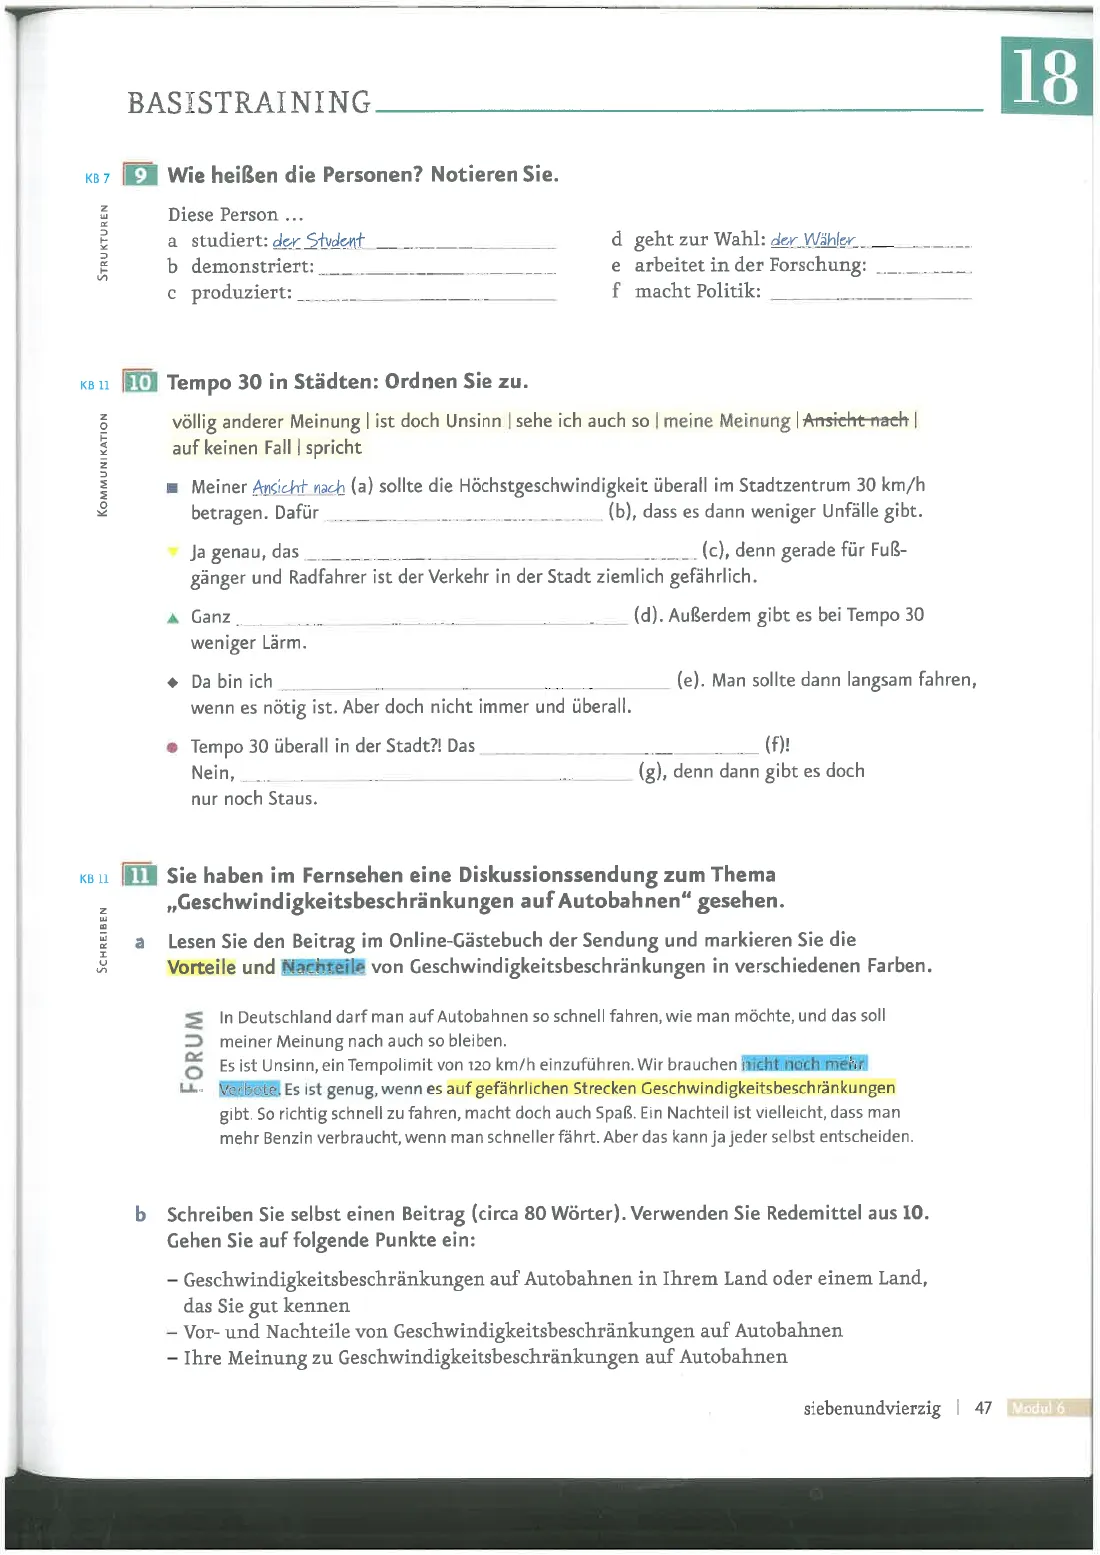 18
BASISTRAINING
KB 7 9 Wie heißen die Personen? Notieren Sie.
STRUKTUREN
Diese Person ...
a studiert: der Student
b demonstriert:
c produziert:
d geht zur Wahl: der Wähler
e arbeitet in der Forschung:
f macht Politik:
KB 11 10 Tempo 30 in Städten: Ordnen Sie zu.
KOMMUNIKATION
völlig anderer Meinung | ist doch Unsinn | sehe ich auch so | meine Meinung | Ansicht nach |
auf keinen Fall | spricht
Meiner Ansicht nach (a) sollte die Höchstgeschwindigkeit überall im Stadtzentrum 30 km/h
betragen. Dafür (b), dass es dann weniger Unfälle gibt.
Ja genau, das (c), denn gerade für Fuß-
gänger und Radfahrer ist der Verkehr in der Stadt ziemlich gefährlich.
Ganz (d). Außerdem gibt es bei Tempo 30
weniger Lärm.
Da bin ich (e). Man sollte dann langsam fahren,
wenn es nötig ist. Aber doch nicht immer und überall.
Tempo 30 überall in der Stadt?! Das (f)!
Nein, (g), denn dann gibt es doch
nur noch Staus.
KB 11 11 Sie haben im Fernsehen eine Diskussionssendung zum Thema
„Geschwindigkeitsbeschränkungen auf Autobahnen“ gesehen.
SCHREIBEN
a Lesen Sie den Beitrag im Online-Gästebuch der Sendung und markieren Sie die
Vorteile und Nachteile von Geschwindigkeitsbeschränkungen in verschiedenen Farben.
FORUM
In Deutschland darf man auf Autobahnen so schnell fahren, wie man möchte, und das soll
meiner Meinung nach auch so bleiben.
Es ist Unsinn, ein Tempolimit von 120 km/h einzuführen. Wir brauchen nicht noch mehr
Verbote. Es ist genug, wenn es auf gefährlichen Strecken Geschwindigkeitsbeschränkungen
gibt. So richtig schnell zu fahren, macht doch auch Spaß. Ein Nachteil ist vielleicht, dass man
mehr Benzin verbraucht, wenn man schneller fährt. Aber das kann ja jeder selbst entscheiden.
b Schreiben Sie selbst einen Beitrag (circa 80 Wörter). Verwenden Sie Redemittel aus 10.
Gehen Sie auf folgende Punkte ein:
– Geschwindigkeitsbeschränkungen auf Autobahnen in Ihrem Land oder einem Land,
das Sie gut kennen
– Vor- und Nachteile von Geschwindigkeitsbeschränkungen auf Autobahnen
– Ihre Meinung zu Geschwindigkeitsbeschränkungen auf Autobahnen
siebenundvierzig | 47 Modul 6